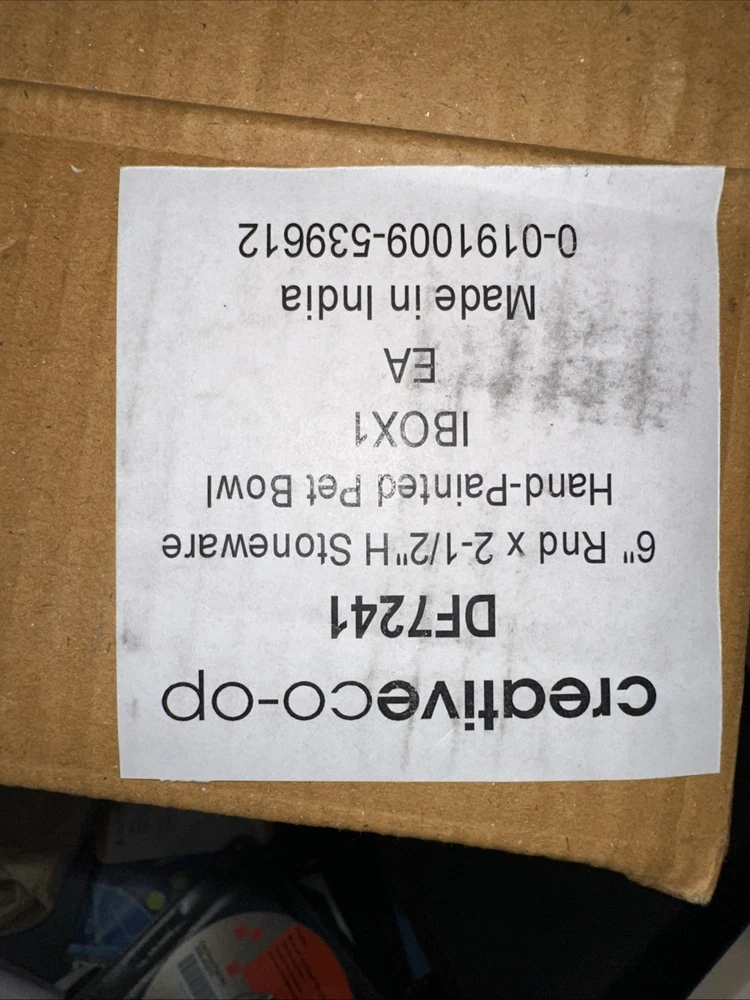 creativeco-op
DF7241
6" Rnd x 2-1/2"H Stoneware
Hand-Painted Pet Bowl
IBOX1
EA
Made in India
0-0191009-539612